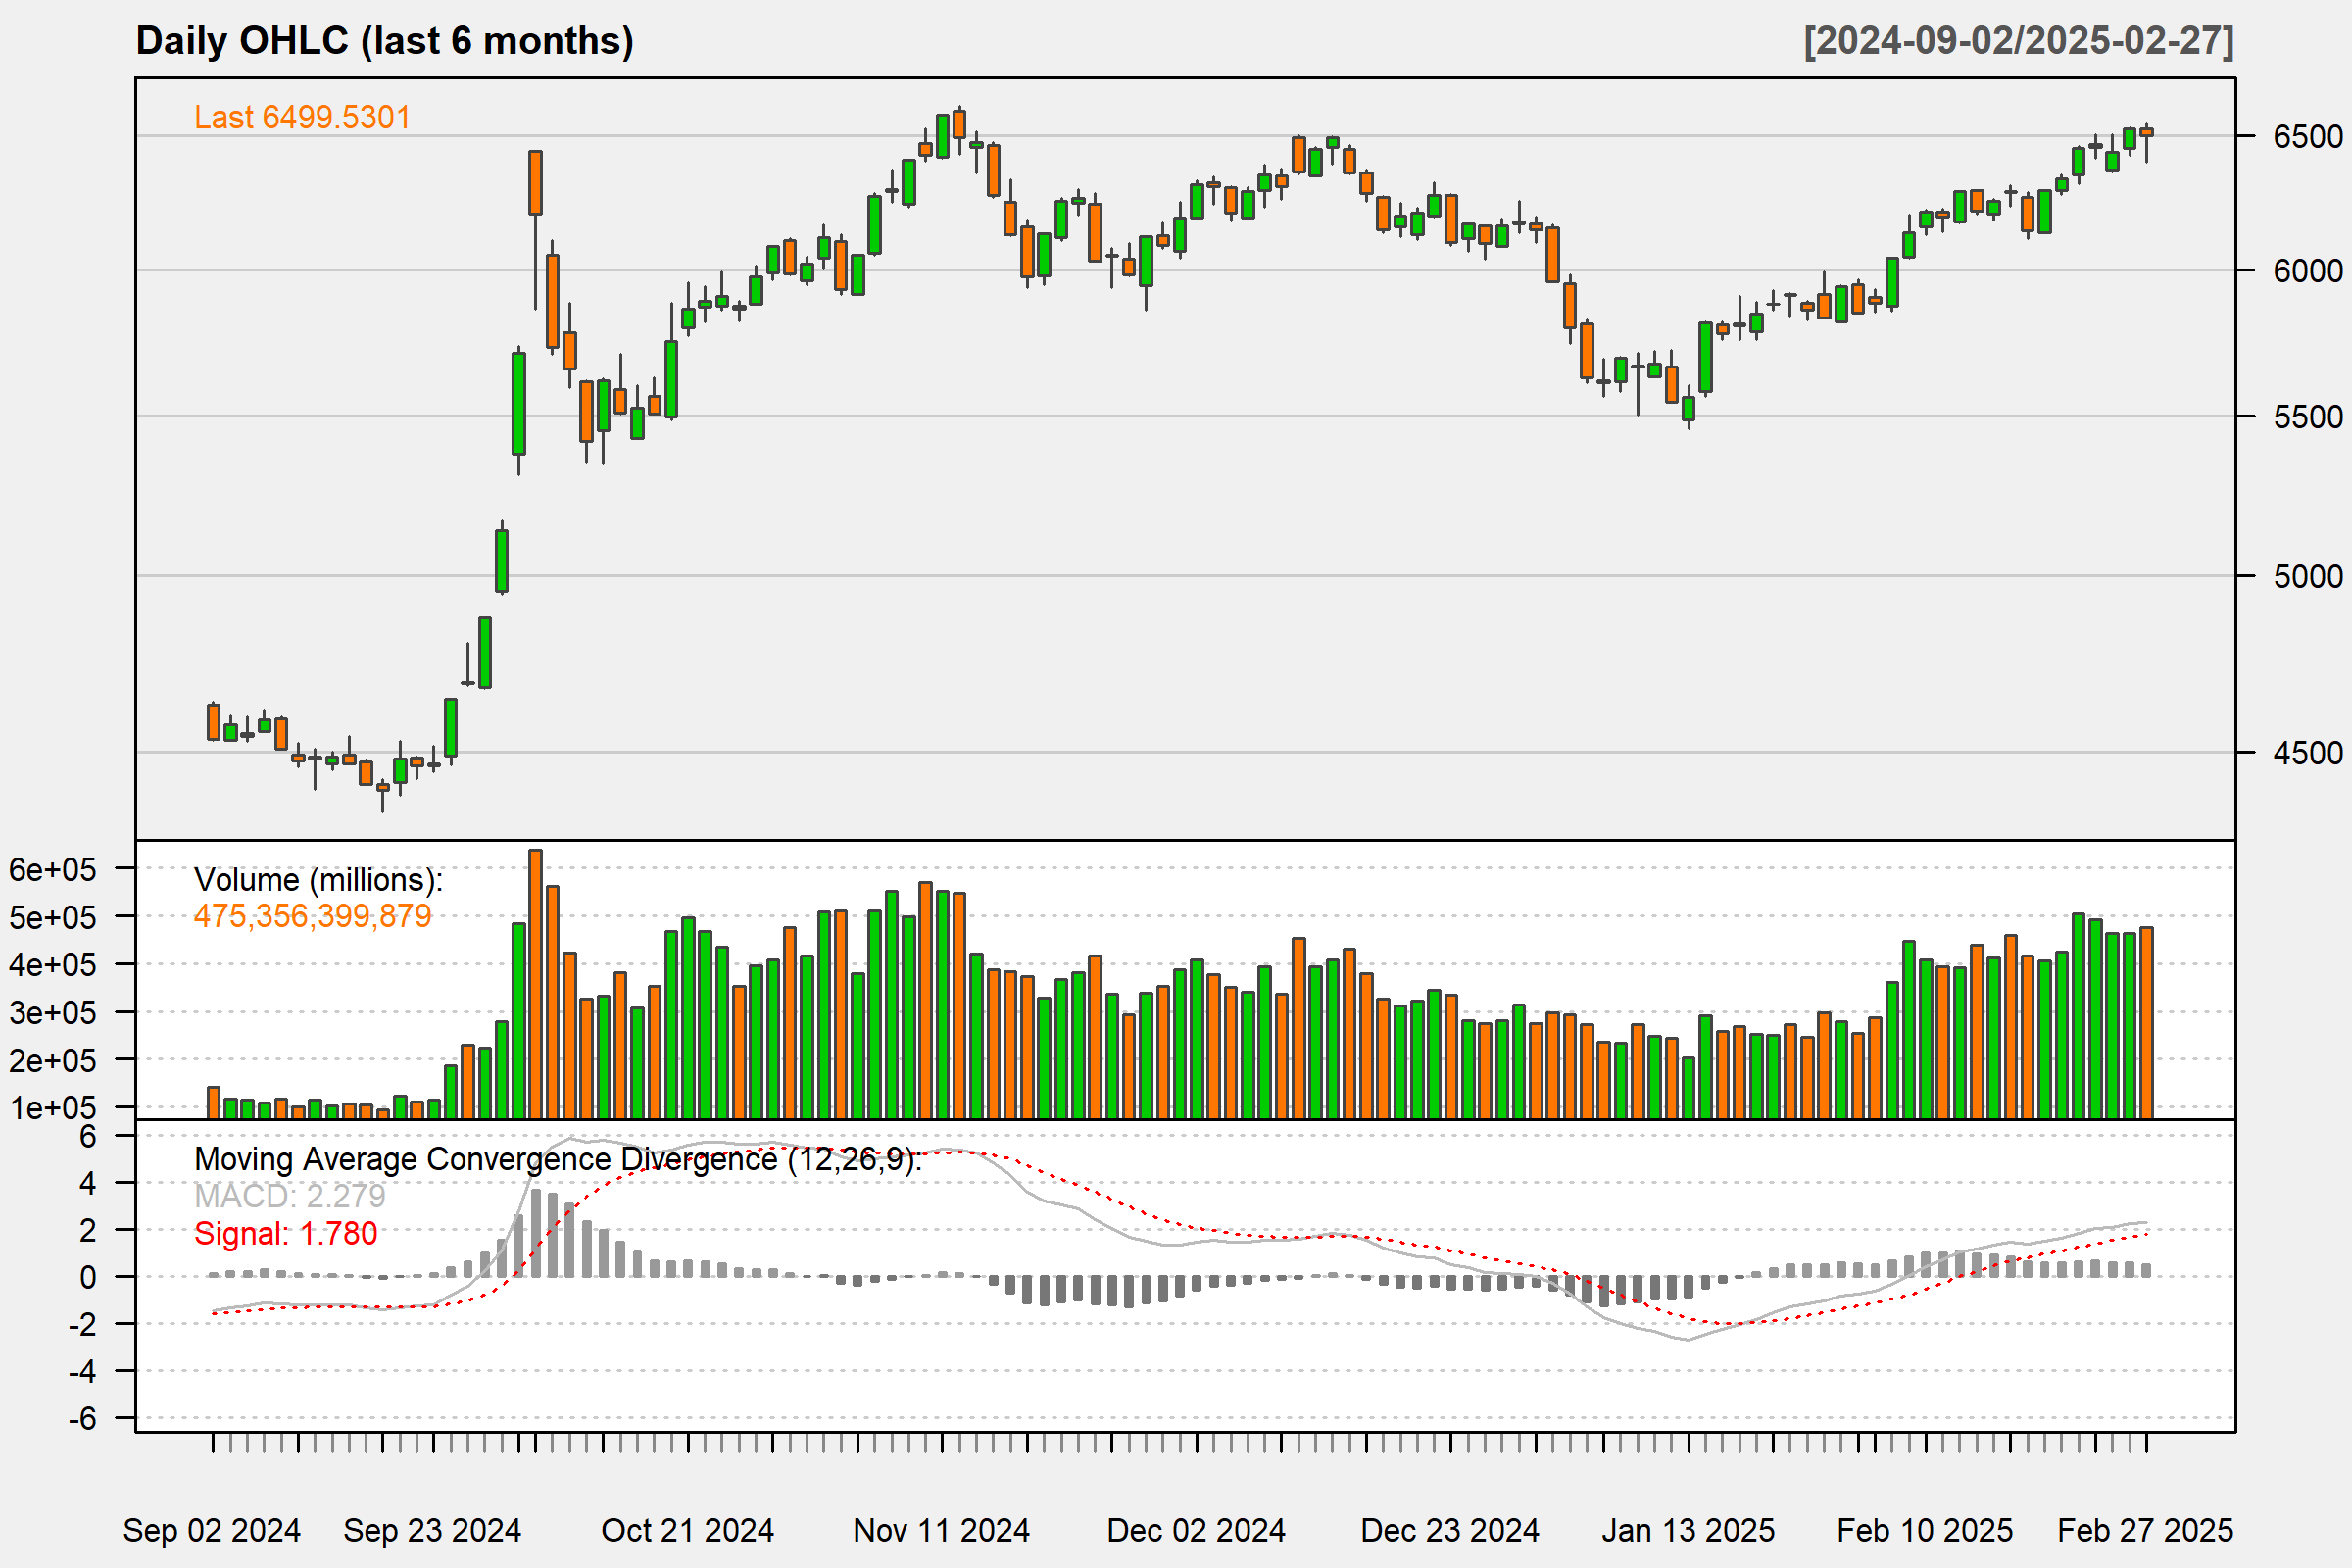 Daily OHLC (last 6 months)
[2024-09-02/2025-02-27]
Last 6499.5301
6500
6000
5500
5000
4500
Volume (millions):
475,356,399,879
6e+05
5e+05
4e+05
3e+05
2e+05
1e+05
Moving Average Convergence Divergence (12,26,9):
MACD: 2.279
Signal: 1.780
6
4
2
0
-2
-4
-6
Sep 02 2024
Sep 23 2024
Oct 21 2024
Nov 11 2024
Dec 02 2024
Dec 23 2024
Jan 13 2025
Feb 10 2025
Feb 27 2025